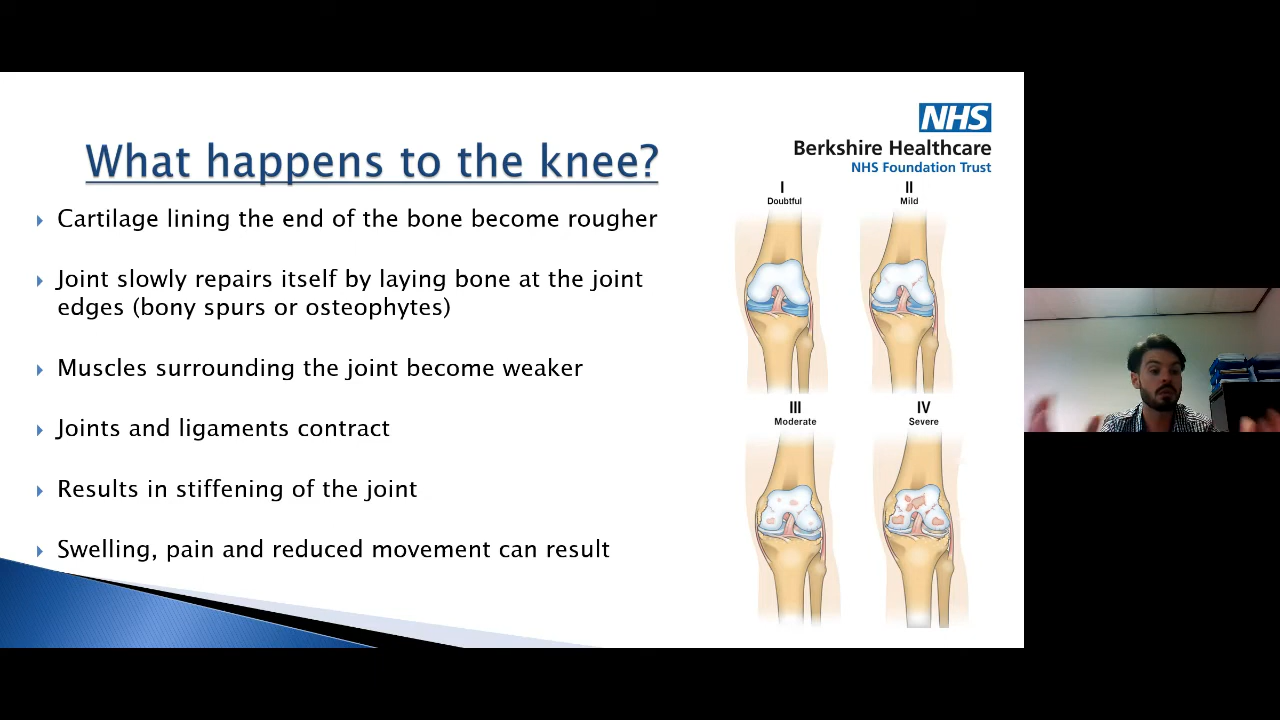 NHS
Berkshire Healthcare
NHS Foundation Trust
What happens to the knee?
Cartilage lining the end of the bone become rougher
Joint slowly repairs itself by laying bone at the joint
edges (bony spurs or osteophytes)
Muscles surrounding the joint become weaker
Joints and ligaments contract
Results in stiffening of the joint
Swelling, pain and reduced movement can result
I
Doubtful
II
Mild
III
Moderate
IV
Severe